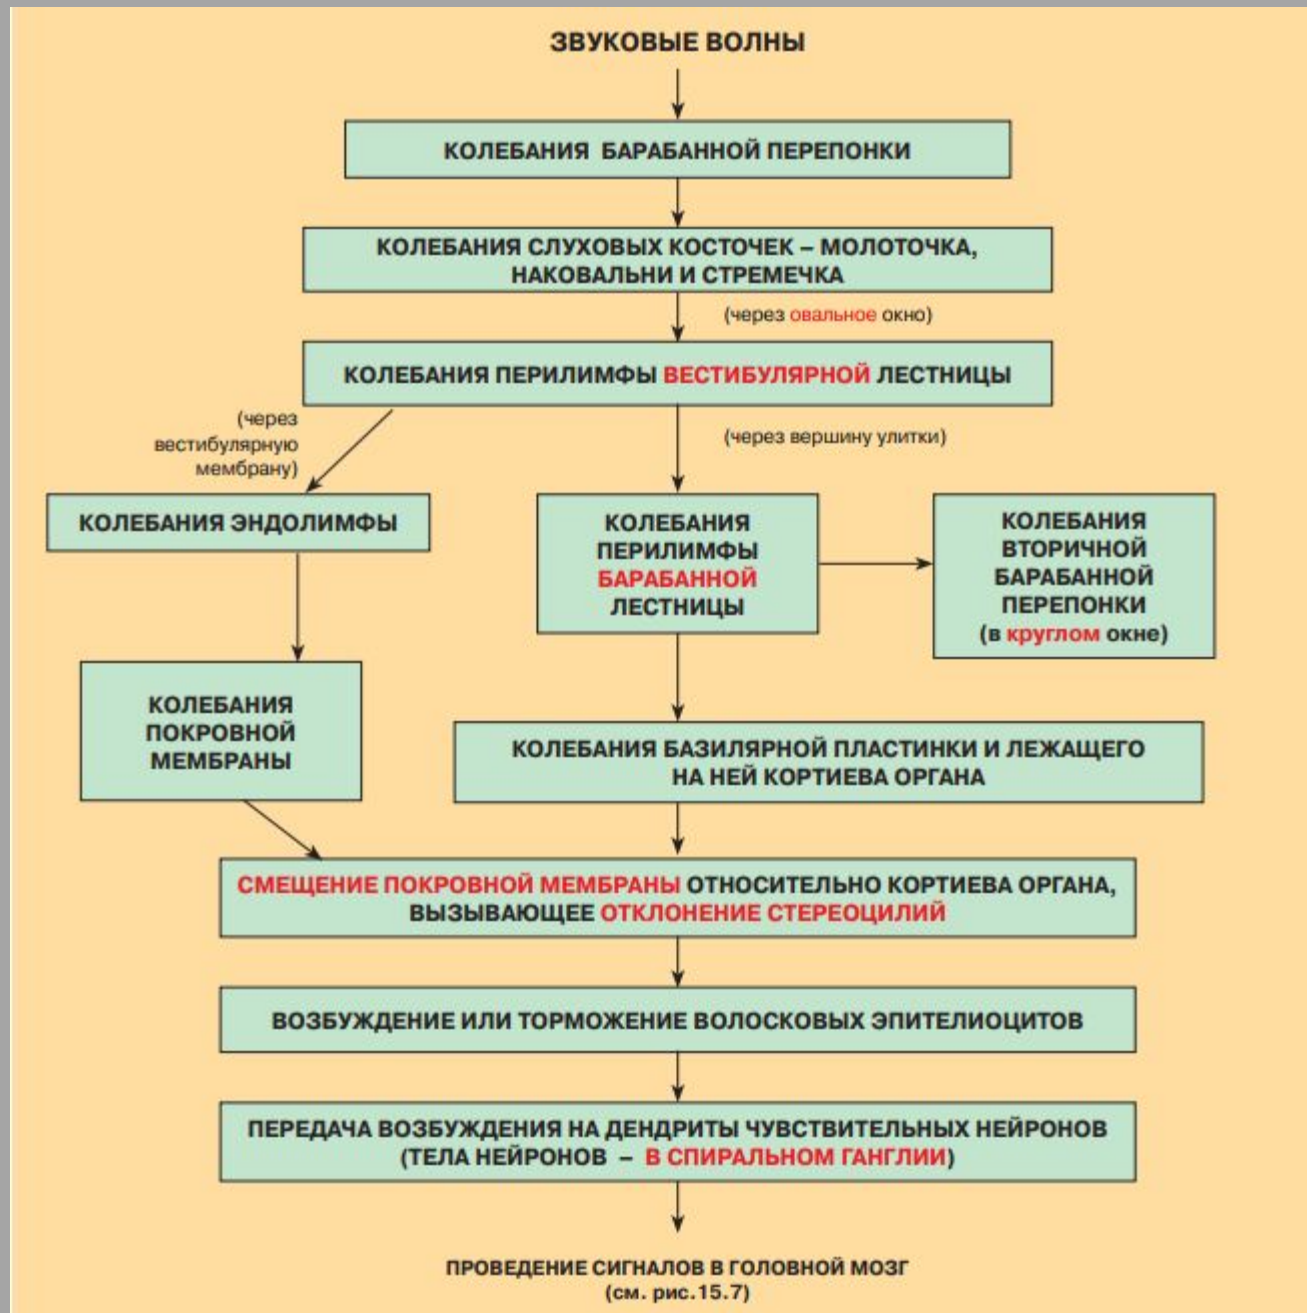 ЗВУКОВЫЕ ВОЛНЫ
КОЛЕБАНИЯ БАРАБАННОЙ ПЕРЕПОНКИ
КОЛЕБАНИЯ СЛУХОВЫХ КОСТОЧЕК – МОЛОТОЧКА,
НАКОВАЛЬНИ И СТРЕМЕЧКА
(через овальное окно)
КОЛЕБАНИЯ ПЕРИЛИМФЫ ВЕСТИБУЛЯРНОЙ ЛЕСТНИЦЫ
(через
вестибулярную
мембрану)
(через вершину улитки)
КОЛЕБАНИЯ ЭНДОЛИМФЫ
КОЛЕБАНИЯ
ПЕРИЛИМФЫ
БАРАБАННОЙ
ЛЕСТНИЦЫ
КОЛЕБАНИЯ
ВТОРИЧНОЙ
БАРАБАННОЙ
ПЕРЕПОНКИ
(в круглом окне)
КОЛЕБАНИЯ
ПОКРОВНОЙ
МЕМБРАНЫ
КОЛЕБАНИЯ БАЗИЛЯРНОЙ ПЛАСТИНКИ И ЛЕЖАЩЕГО
НА НЕЙ КОРТИЕВА ОРГАНА
СМЕЩЕНИЕ ПОКРОВНОЙ МЕМБРАНЫ ОТНОСИТЕЛЬНО КОРТИЕВА ОРГАНА,
ВЫЗЫВАЮЩЕЕ ОТКЛОНЕНИЕ СТЕРЕОЦИЛИЙ
ВОЗБУЖДЕНИЕ ИЛИ ТОРМОЖЕНИЕ ВОЛОСКОВЫХ ЭПИТЕЛИОЦИТОВ
ПЕРЕДАЧА ВОЗБУЖДЕНИЯ НА ДЕНДРИТЫ ЧУВСТВИТЕЛЬНЫХ НЕЙРОНОВ
(ТЕЛА НЕЙРОНОВ – В СПИРАЛЬНОМ ГАНГЛИИ)
ПРОВЕДЕНИЕ СИГНАЛОВ В ГОЛОВНОЙ МОЗГ
(см. рис.15.7)